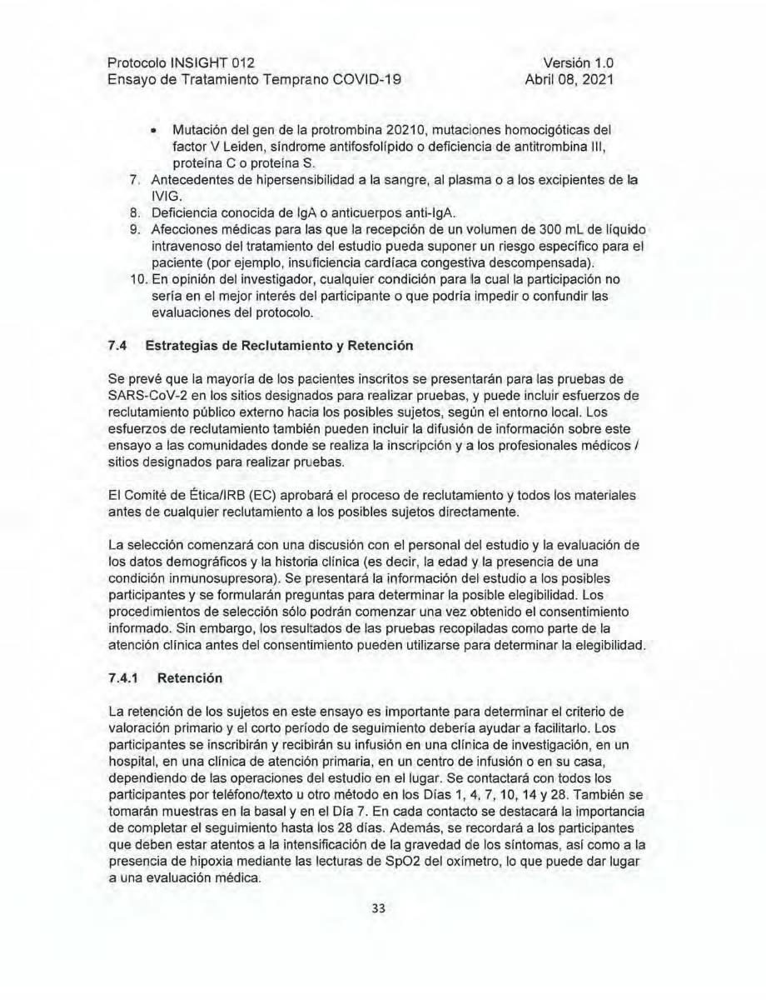 Protocolo INSIGHT 012
Versión 1.0
Ensayo de Tratamiento Temprano COVID-19
Abril 08, 2021
• Mutación del gen de la protrombina 20210, mutaciones homocigóticas del
factor V Leiden, síndrome antifosfolípido o deficiencia de antitrombina III,
proteína C o proteína S.
7. Antecedentes de hipersensibilidad a la sangre, al plasma o a los excipientes de la
IVIG.
8. Deficiencia conocida de IgA o anticuerpos anti-IgA.
9. Afecciones médicas para las que la recepción de un volumen de 300 mL de líquido
intravenoso del tratamiento del estudio pueda suponer un riesgo específico para el
paciente (por ejemplo, insuficiencia cardíaca congestiva descompensada).
10. En opinión del investigador, cualquier condición para la cual la participación no
sería en el mejor interés del participante o que podría impedir o confundir las
evaluaciones del protocolo.
7.4 Estrategias de Reclutamiento y Retención
Se prevé que la mayoría de los pacientes inscritos se presentarán para las pruebas de
SARS-CoV-2 en los sitios designados para realizar pruebas, y puede incluir esfuerzos de
reclutamiento público externo hacia los posibles sujetos, según el entorno local. Los
esfuerzos de reclutamiento también pueden incluir la difusión de información sobre este
ensayo a las comunidades donde se realiza la inscripción y a los profesionales médicos /
sitios designados para realizar pruebas.
El Comité de Ética/IRB (EC) aprobará el proceso de reclutamiento y todos los materiales
antes de cualquier reclutamiento a los posibles sujetos directamente.
La selección comenzará con una discusión con el personal del estudio y la evaluación de
los datos demográficos y la historia clínica (es decir, la edad y la presencia de una
condición inmunosupresora). Se presentará la información del estudio a los posibles
participantes y se formularán preguntas para determinar la posible elegibilidad. Los
procedimientos de selección sólo podrán comenzar una vez obtenido el consentimiento
informado. Sin embargo, los resultados de las pruebas recopiladas como parte de la
atención clínica antes del consentimiento pueden utilizarse para determinar la elegibilidad.
7.4.1 Retención
La retención de los sujetos en este ensayo es importante para determinar el criterio de
valoración primario y el corto período de seguimiento debería ayudar a facilitarlo. Los
participantes se inscribirán y recibirán su infusión en una clínica de investigación, en un
hospital, en una clínica de atención primaria, en un centro de infusión o en su casa,
dependiendo de las operaciones del estudio en el lugar. Se contactará con todos los
participantes por teléfono/texto u otro método en los Días 1, 4, 7, 10, 14 y 28. También se
tomarán muestras en la basal y en el Día 7. En cada contacto se destacará la importancia
de completar el seguimiento hasta los 28 días. Además, se recordará a los participantes
que deben estar atentos a la intensificación de la gravedad de los síntomas, así como a la
presencia de hipoxia mediante las lecturas de SpO2 del oxímetro, lo que puede dar lugar
a una evaluación médica.
33